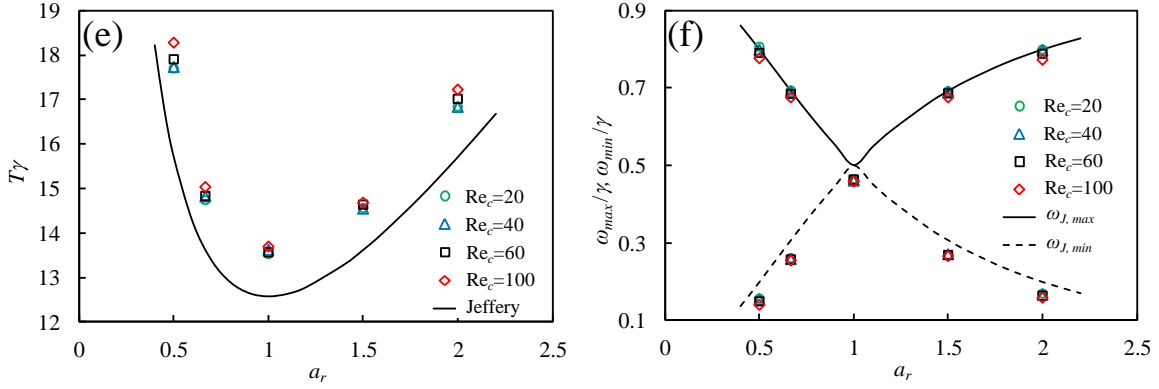 (e)
19
18
17
16
15
14
13
12
Tγ
0
0.5
1
1.5
2
2.5
a_r
Re_c=20
Re_c=40
Re_c=60
Re_c=100
Jeffery
(f)
0.9
0.7
0.5
0.3
0.1
ω_max/γ, ω_min/γ
0
0.5
1
1.5
2
2.5
a_r
Re_c=20
Re_c=40
Re_c=60
Re_c=100
ω_J, max
ω_J, min